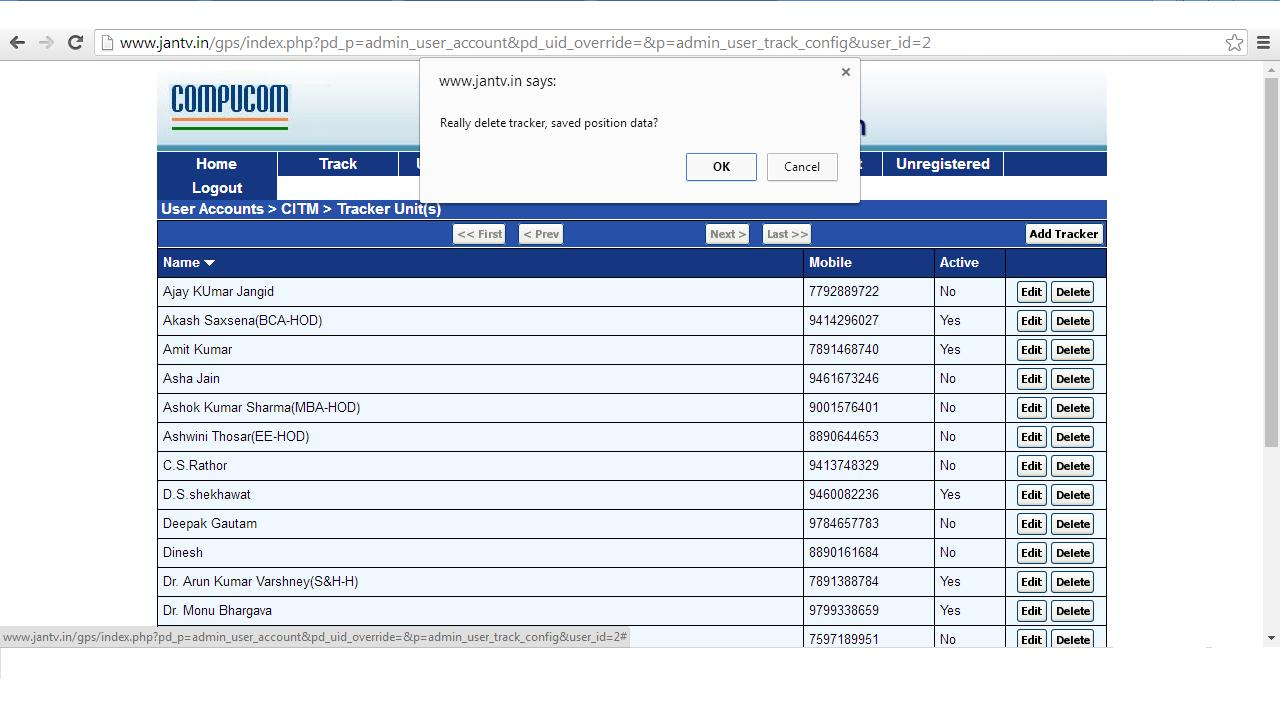 www.jantv.in/gps/index.php?pd_p=admin_user_account&pd_uid_override=&p=admin_user_track_config&user_id=2
www.jantv.in says:
Really delete tracker, saved position data?
OK Cancel
COMPUCOM
Home Track Unregistered
Logout
User Accounts > CITM > Tracker Unit(s)
<< First < Prev Next > Last >> Add Tracker
Name Mobile Active
Ajay KUmar Jangid 7792889722 No Edit Delete
Akash Saxsena(BCA-HOD) 9414296027 Yes Edit Delete
Amit Kumar 7891468740 Yes Edit Delete
Asha Jain 9461673246 No Edit Delete
Ashok Kumar Sharma(MBA-HOD) 9001576401 No Edit Delete
Ashwini Thosar(EE-HOD) 8890644653 No Edit Delete
C.S.Rathor 9413748329 No Edit Delete
D.S.shekhawat 9460082236 Yes Edit Delete
Deepak Gautam 9784657783 No Edit Delete
Dinesh 8890161684 No Edit Delete
Dr. Arun Kumar Varshney(S&H-H) 7891388784 Yes Edit Delete
Dr. Monu Bhargava 9799338659 Yes Edit Delete
7597189951 No Edit Delete
www.jantv.in/gps/index.php?pd_p=admin_user_account&pd_uid_override=&p=admin_user_track_config&user_id=2#